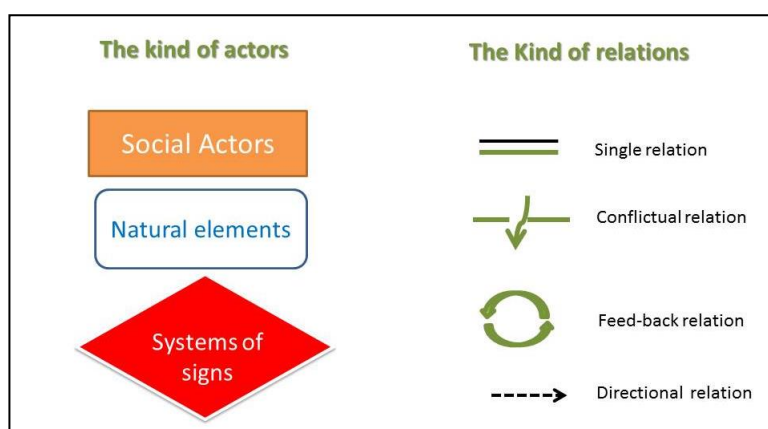 The kind of actors
Social Actors
Natural elements
Systems of
signs
The Kind of relations
Single relation
Conflictual relation
Feed-back relation
Directional relation